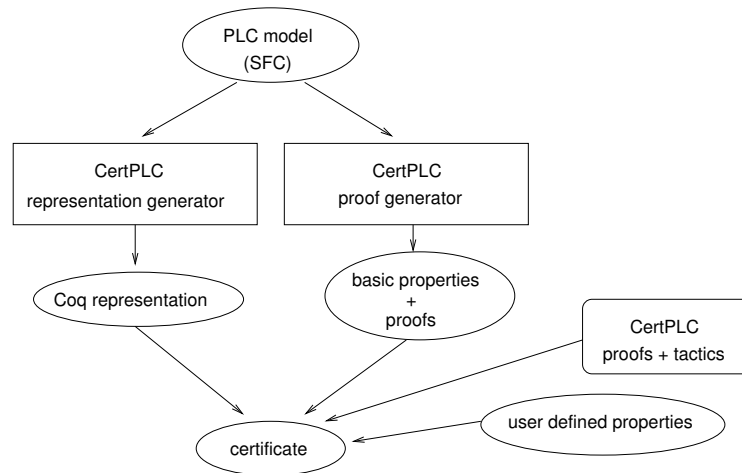 PLC model
(SFC)
CertPLC
representation generator
CertPLC
proof generator
Coq representation
basic properties
+
proofs
CertPLC
proofs + tactics
user defined properties
certificate